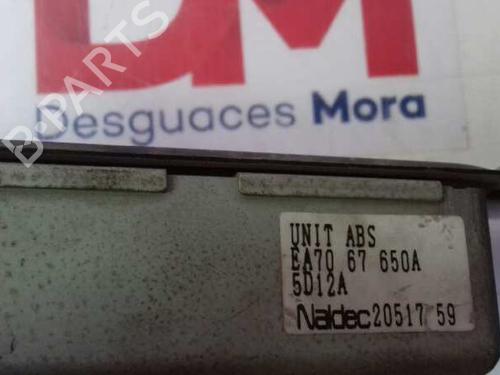 DM
Desguaces Mora
B-PARTS
UNIT ABS
EA70 67 650A
5D12A
Naldec 20517 59